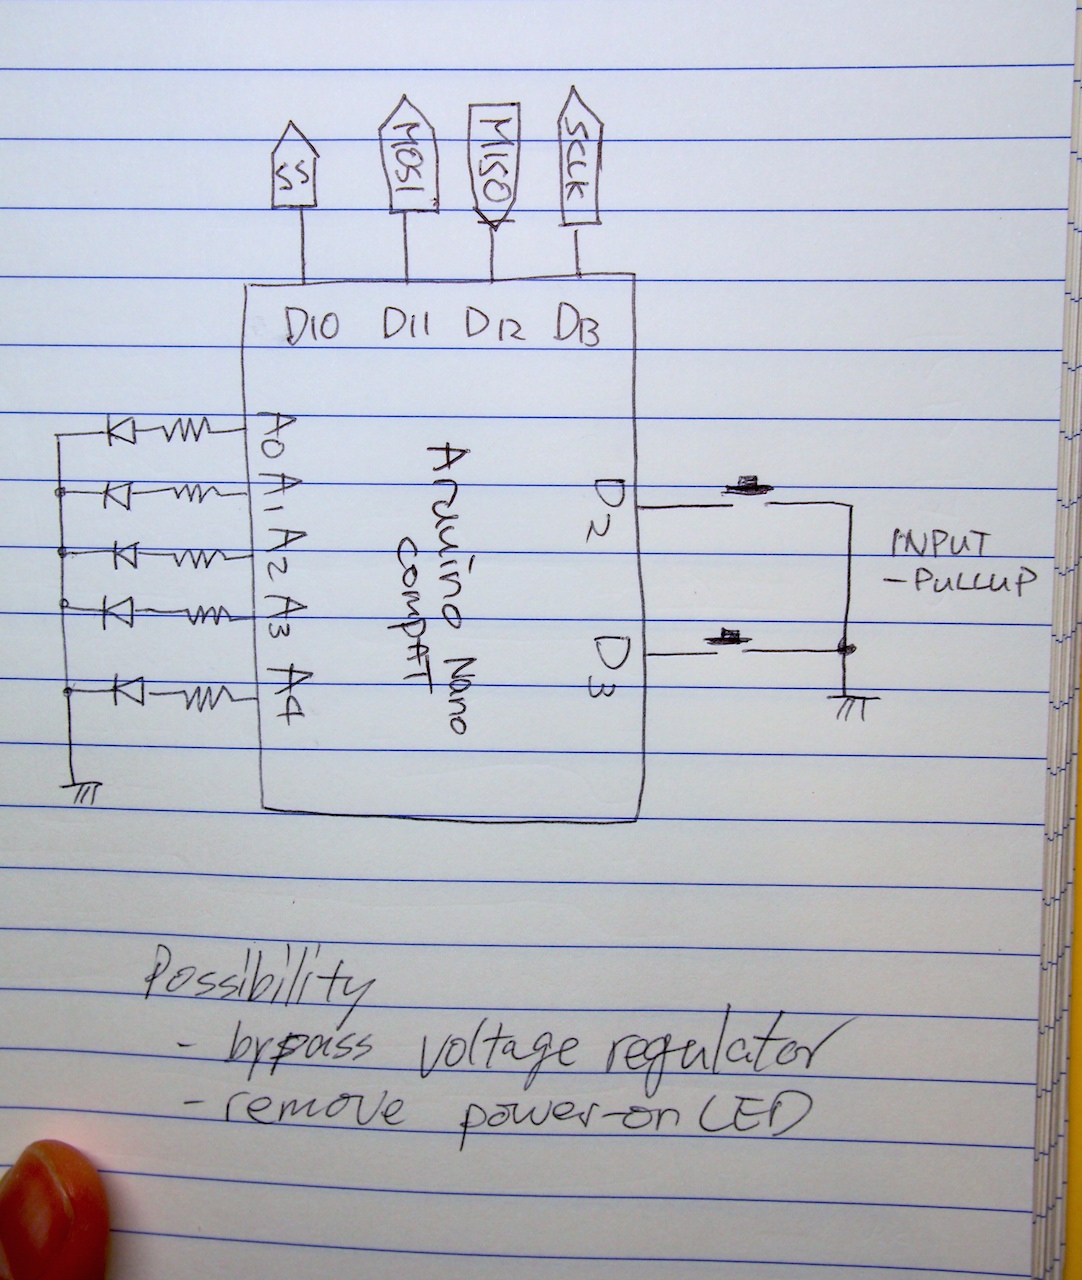 SS MOSI MISO SCLK
D10 D11 D12 D13
A0
A1
A2
A3
A4
Arduino Nano
COMPAT
D2
D3
INPUT
-PULLUP
Possibility
- bypass voltage regulator
- remove power-on LED